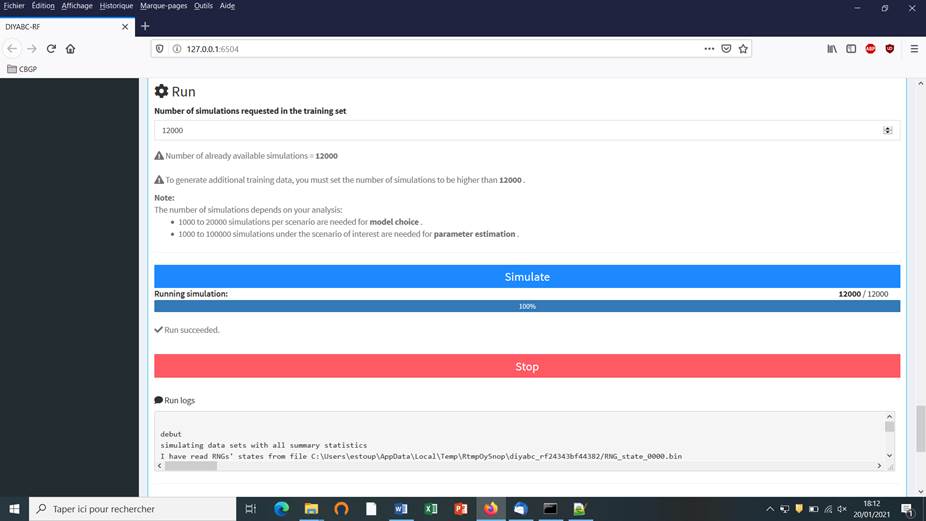 Fichier Édition Affichage Historique Marque-pages Outils Aide
DIYABC-RF
127.0.0.1:6504
CBGP
Run
Number of simulations requested in the training set
12000
Number of already available simulations = 12000
To generate additional training data, you must set the number of simulations to be higher than 12000 .
Note:
The number of simulations depends on your analysis:
• 1000 to 20000 simulations per scenario are needed for model choice .
• 1000 to 100000 simulations under the scenario of interest are needed for parameter estimation .
Simulate
Running simulation: 12000 / 12000
100%
Run succeeded.
Stop
Run logs
debut
simulating data sets with all summary statistics
I have read RNGs' states from file C:\Users\estoup\AppData\Local\Temp\RtmpOySnop\diyabc_rf24343bf44382/RNG_state_0000.bin
Taper ici pour rechercher
18:12
20/01/2021